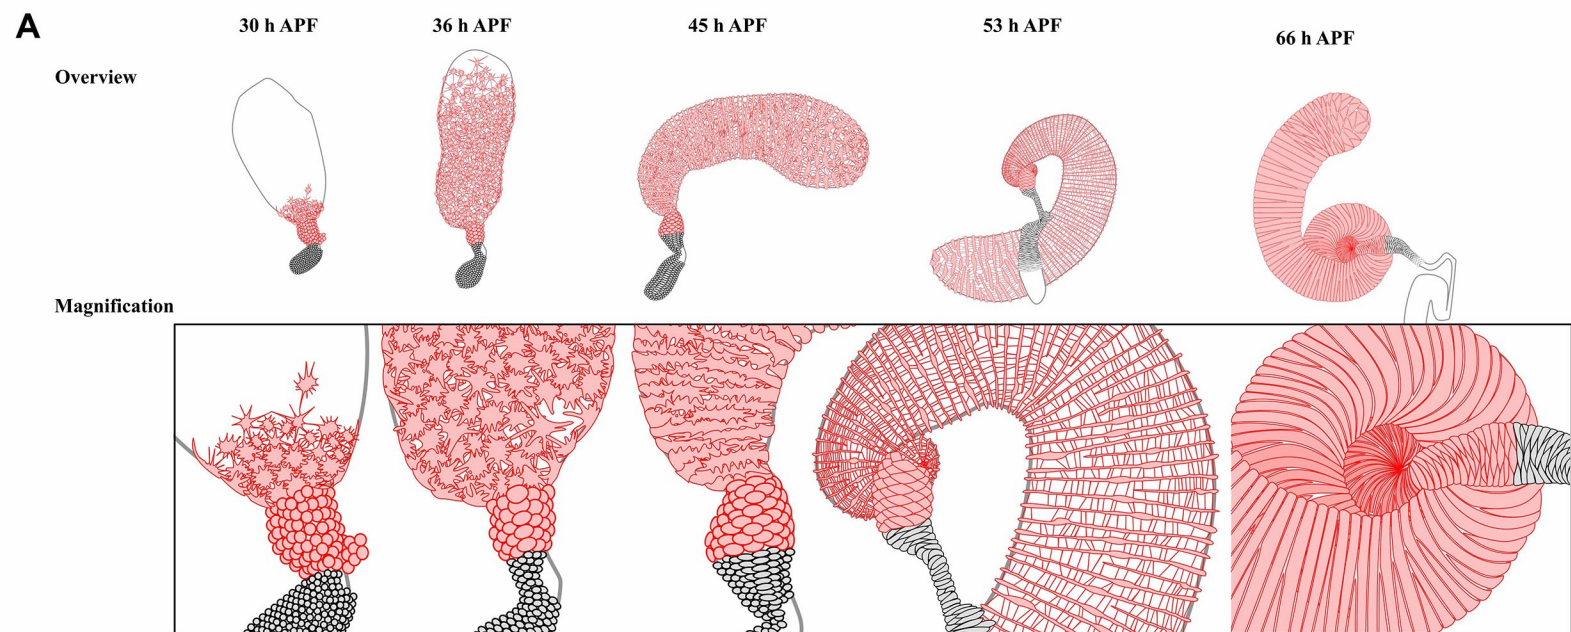 A
30 h APF
36 h APF
45 h APF
53 h APF
66 h APF
Overview
Magnification